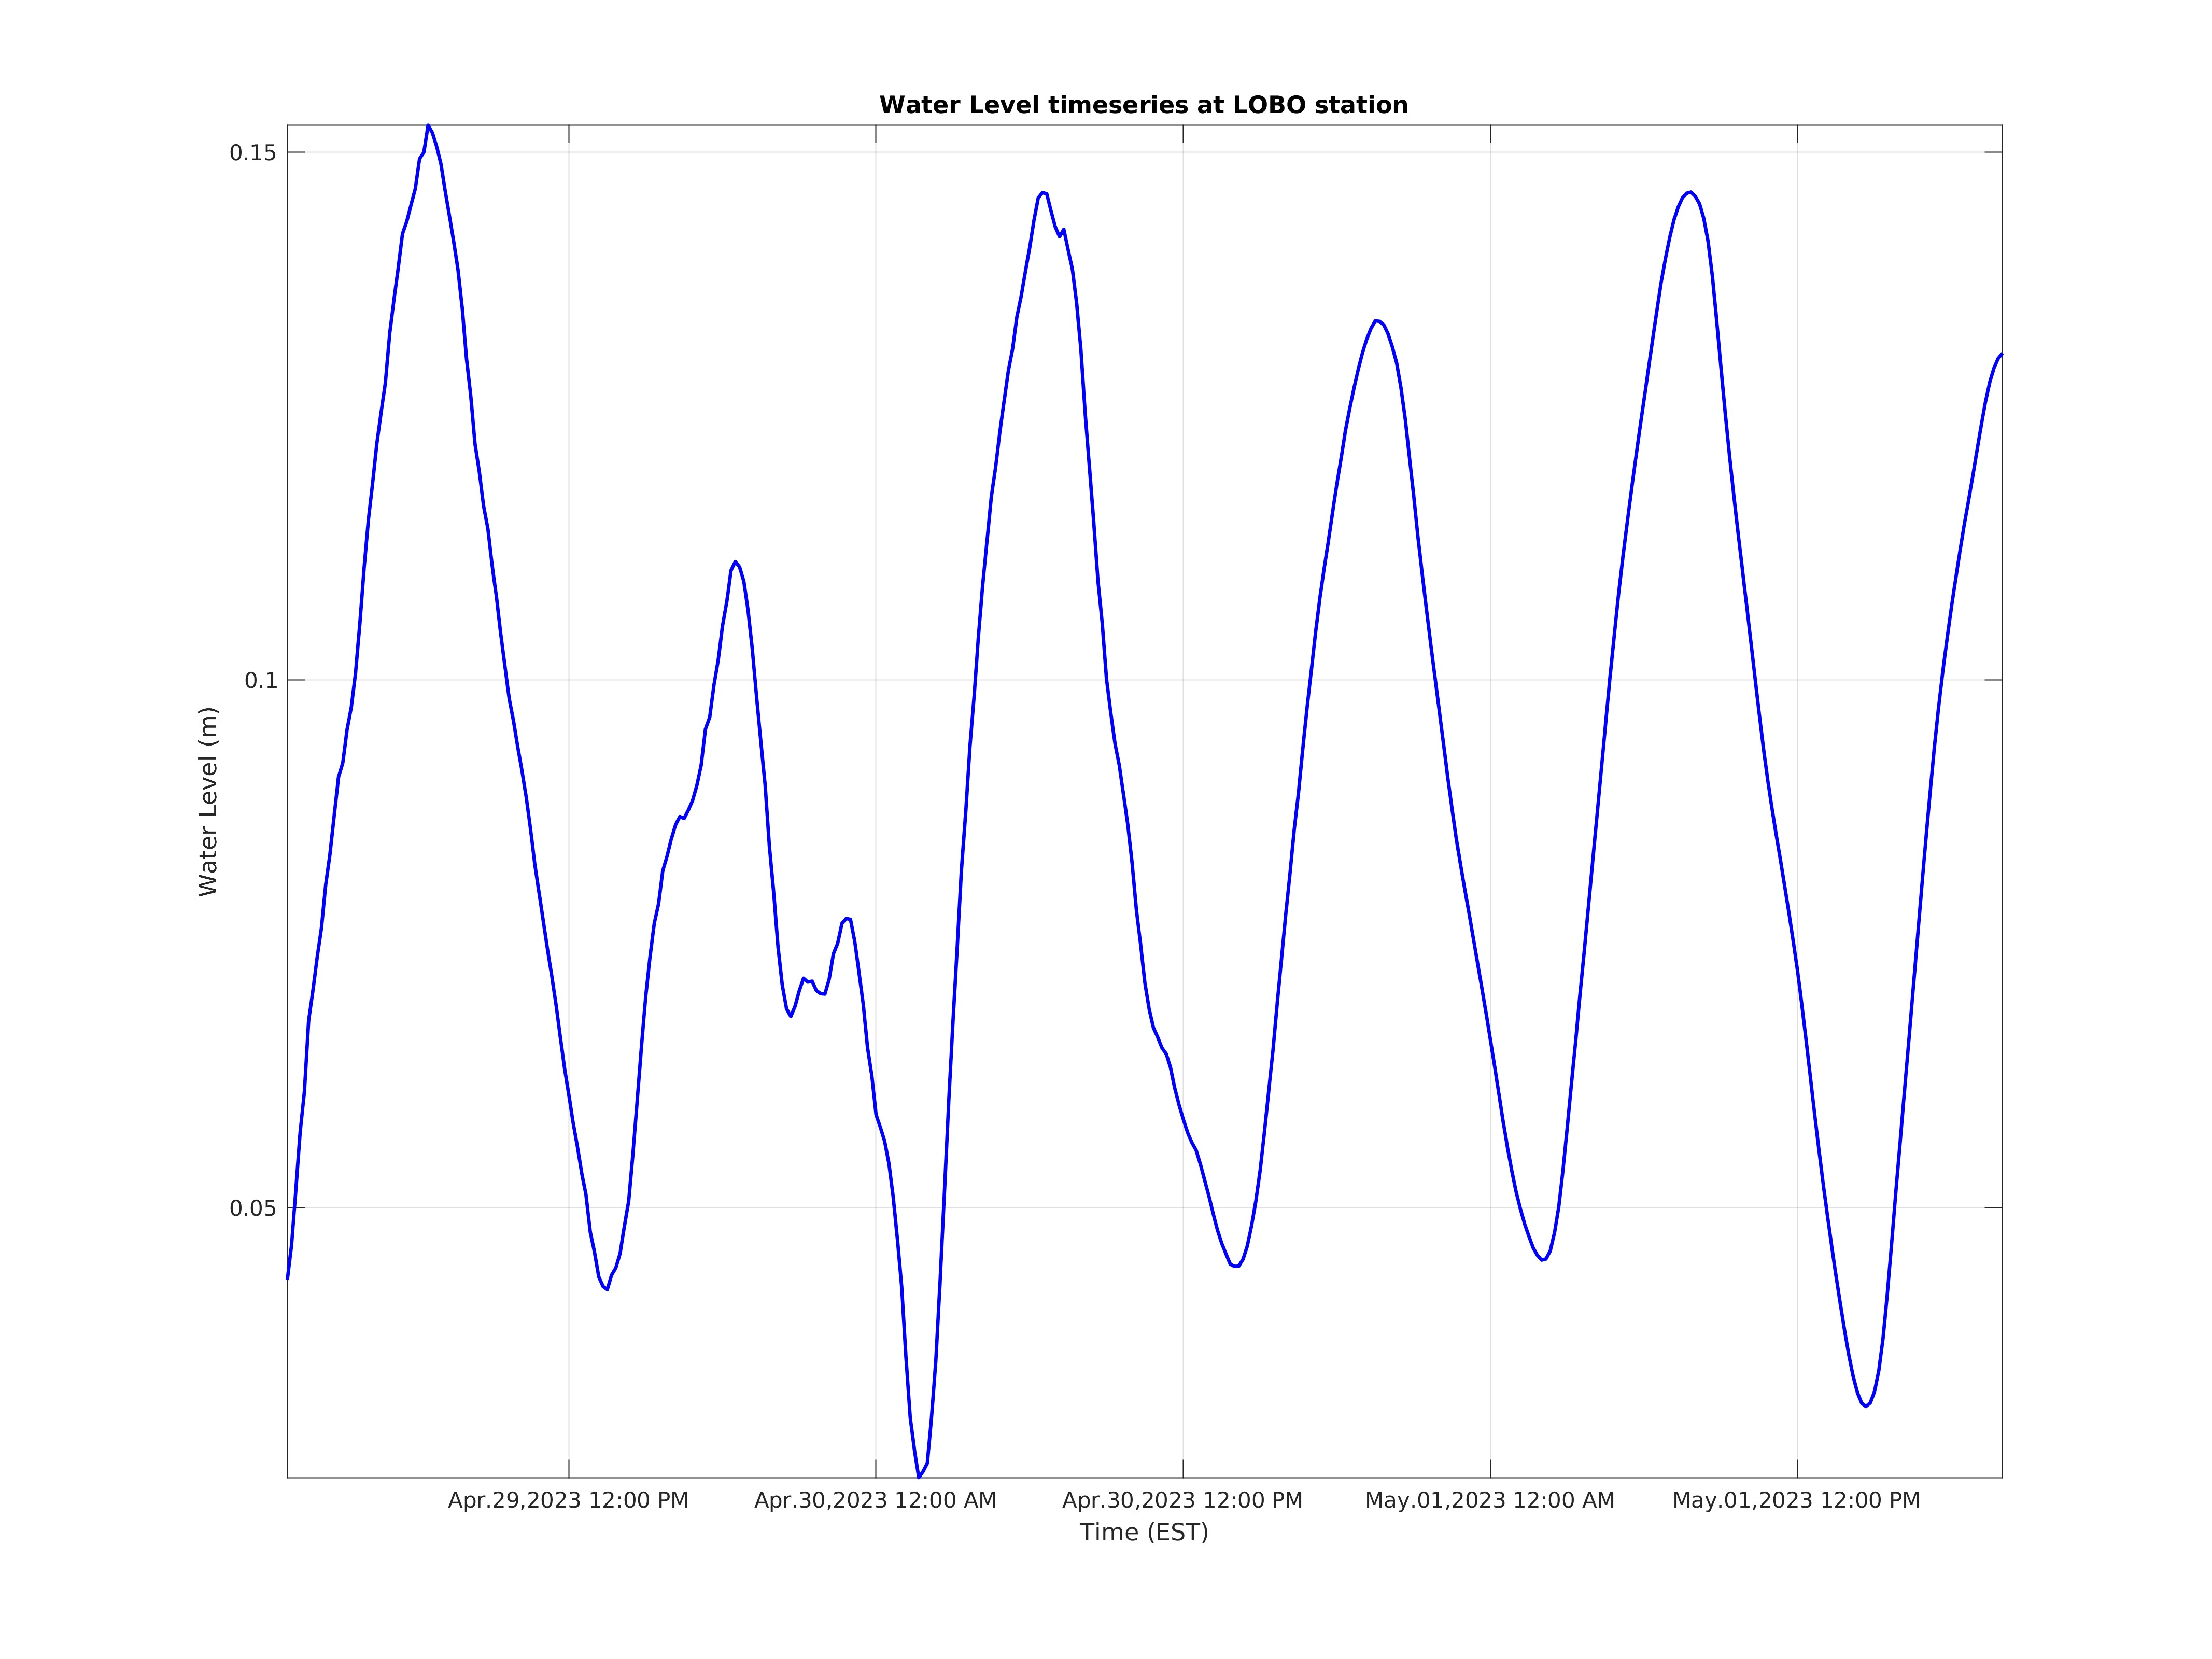 Water Level timeseries at LOBO station
0.15
0.1
0.05
Water Level (m)
Apr.29,2023 12:00 PM
Apr.30,2023 12:00 AM
Apr.30,2023 12:00 PM
May.01,2023 12:00 AM
May.01,2023 12:00 PM
Time (EST)